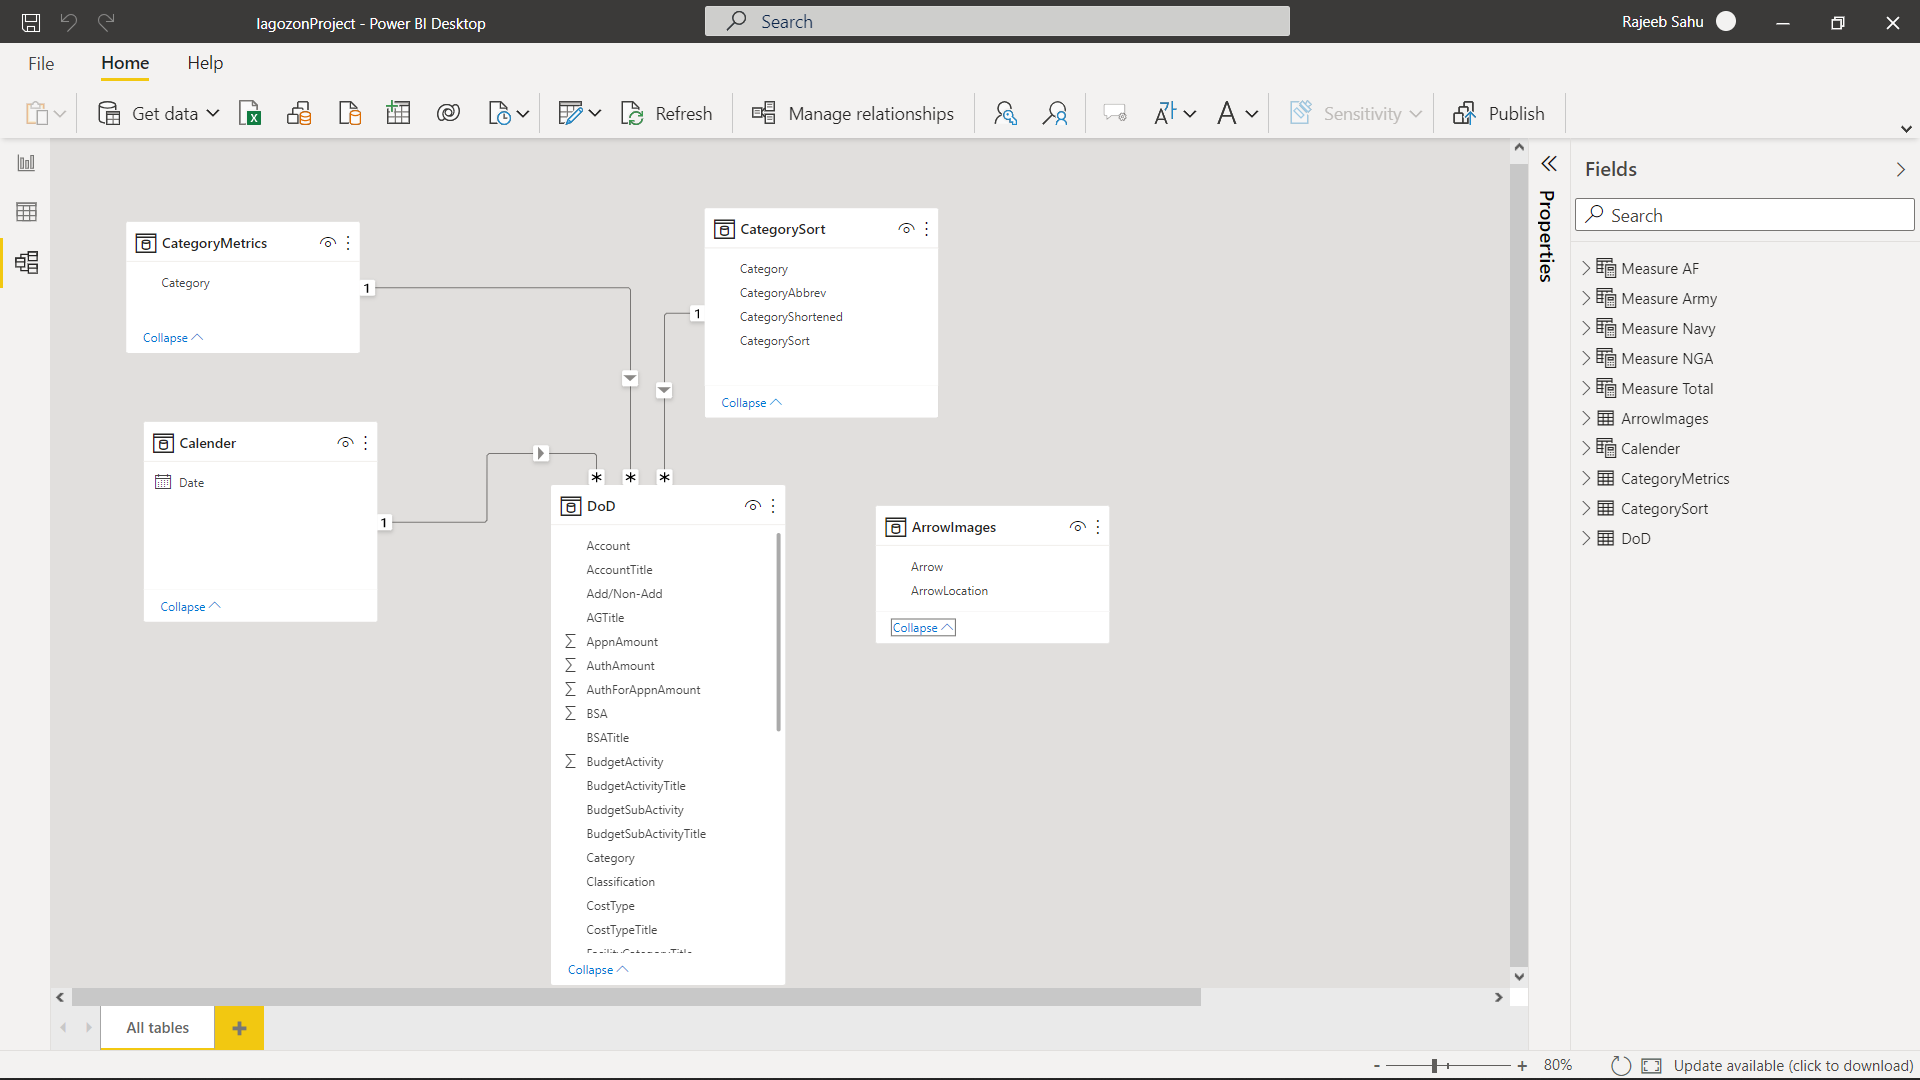 lagozonProject - Power BI Desktop
Search
Rajeeb Sahu
File
Home
Help
Get data
Refresh
Manage relationships
Sensitivity
Publish
CategoryMetrics
Category
Collapse
1
CategorySort
Category
CategoryAbbrev
CategoryShortened
CategorySort
Collapse
1
Calender
Date
Collapse
1
* * *
DoD
Account
AccountTitle
Add/Non-Add
AGTitle
AppnAmount
AuthAmount
AuthForAppnAmount
BSA
BSATitle
BudgetActivity
BudgetActivityTitle
BudgetSubActivity
BudgetSubActivityTitle
Category
Classification
CostType
CostTypeTitle
FacilityCategoryTitle
Collapse
ArrowImages
Arrow
ArrowLocation
Collapse
Properties
Fields
Search
Measure AF
Measure Army
Measure Navy
Measure NGA
Measure Total
ArrowImages
Calender
CategoryMetrics
CategorySort
DoD
All tables
- + 80%
Update available (click to download)